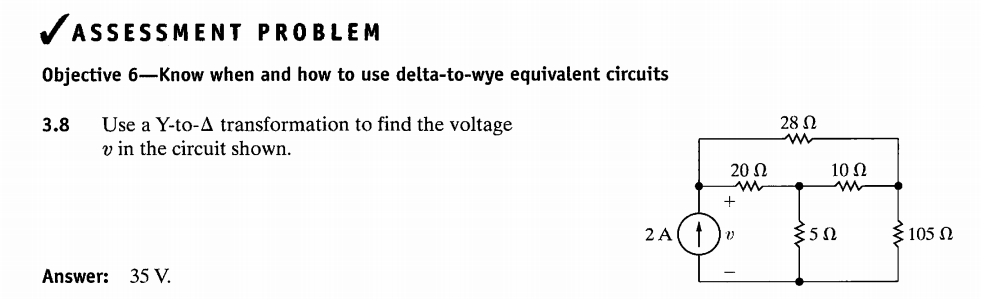 ✓ASSESSMENT PROBLEM
Objective 6—Know when and how to use delta-to-wye equivalent circuits
3.8 Use a Y-to-Δ transformation to find the voltage
v in the circuit shown.
28 Ω
20 Ω 10 Ω
+
2 A v 5 Ω 105 Ω
−
Answer: 35 V.